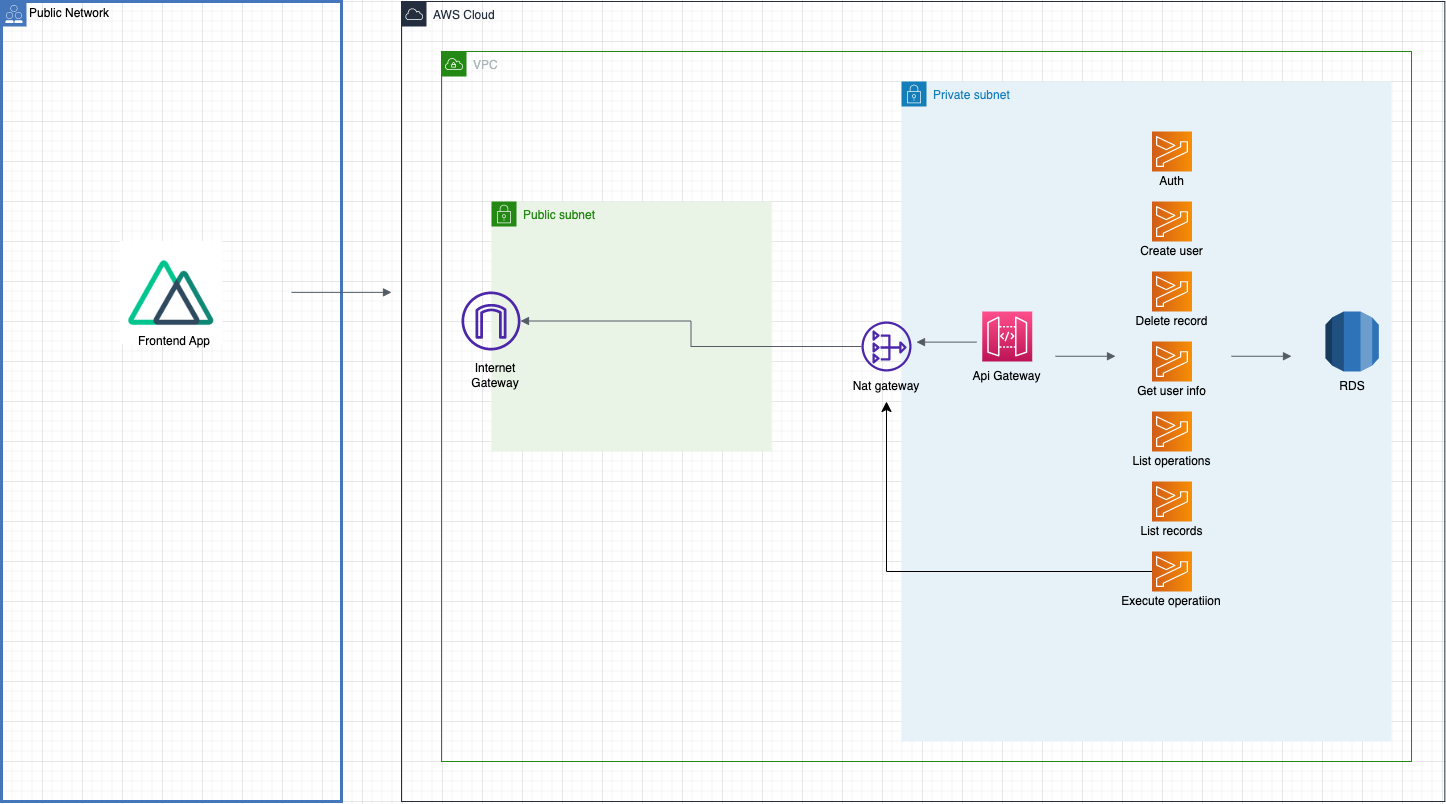 Public Network
AWS Cloud
VPC
Private subnet
Auth
Public subnet
Create user
Delete record
Frontend App
Internet
Gateway
Nat gateway
Api Gateway
Get user info
RDS
List operations
List records
Execute operatiion